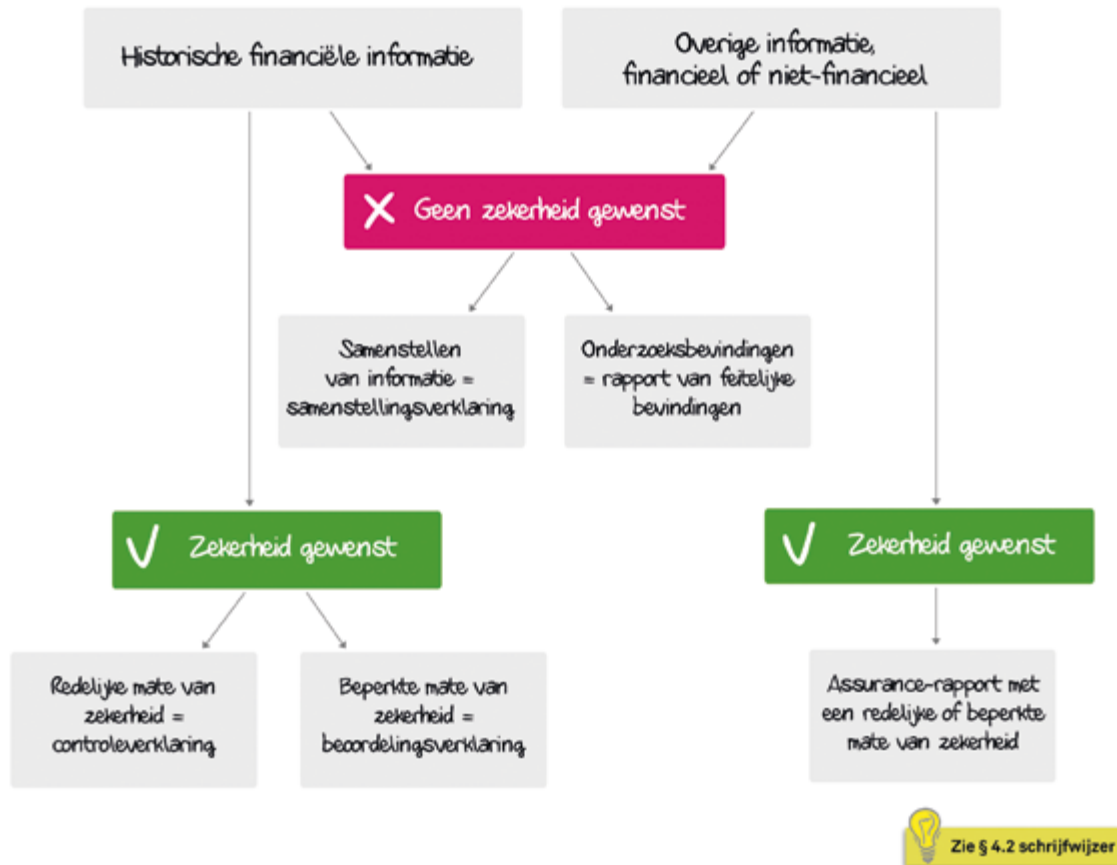 Historische financiële informatie
Overige informatie,
financieel of niet-financieel
Geen zekerheid gewenst
Samenstellen
van informatie =
samenstellingsverklaring
Onderzoeksbevindingen
= rapport van feitelijke
bevindingen
Zekerheid gewenst
Zekerheid gewenst
Redelijke mate van
zekerheid =
controleverklaring
Beperkte mate van
zekerheid =
beoordelingsverklaring
Assurance-rapport met
een redelijke of beperkte
mate van zekerheid
Zie § 4.2 schrijfwijzer